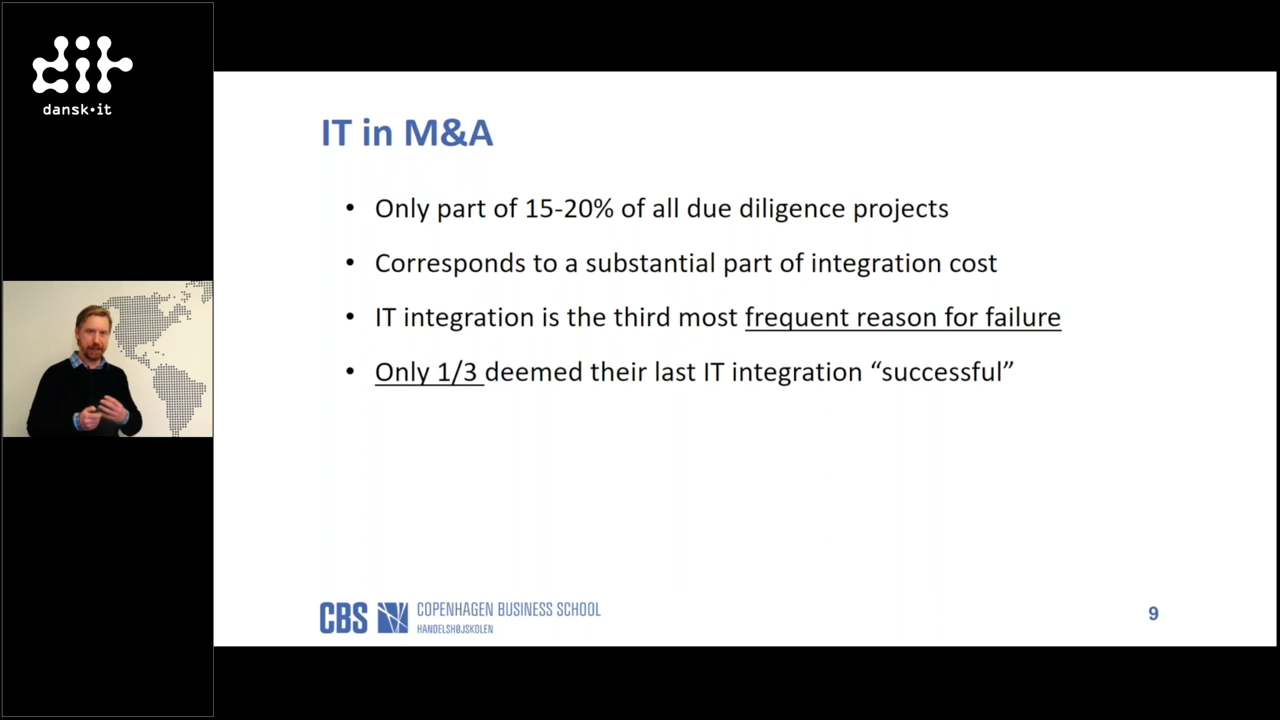 dit
dansk•it
IT in M&A
• Only part of 15-20% of all due diligence projects
• Corresponds to a substantial part of integration cost
• IT integration is the third most frequent reason for failure
• Only 1/3 deemed their last IT integration “successful”
CBS
COPENHAGEN BUSINESS SCHOOL
HANDELSHØJSKOLEN
9